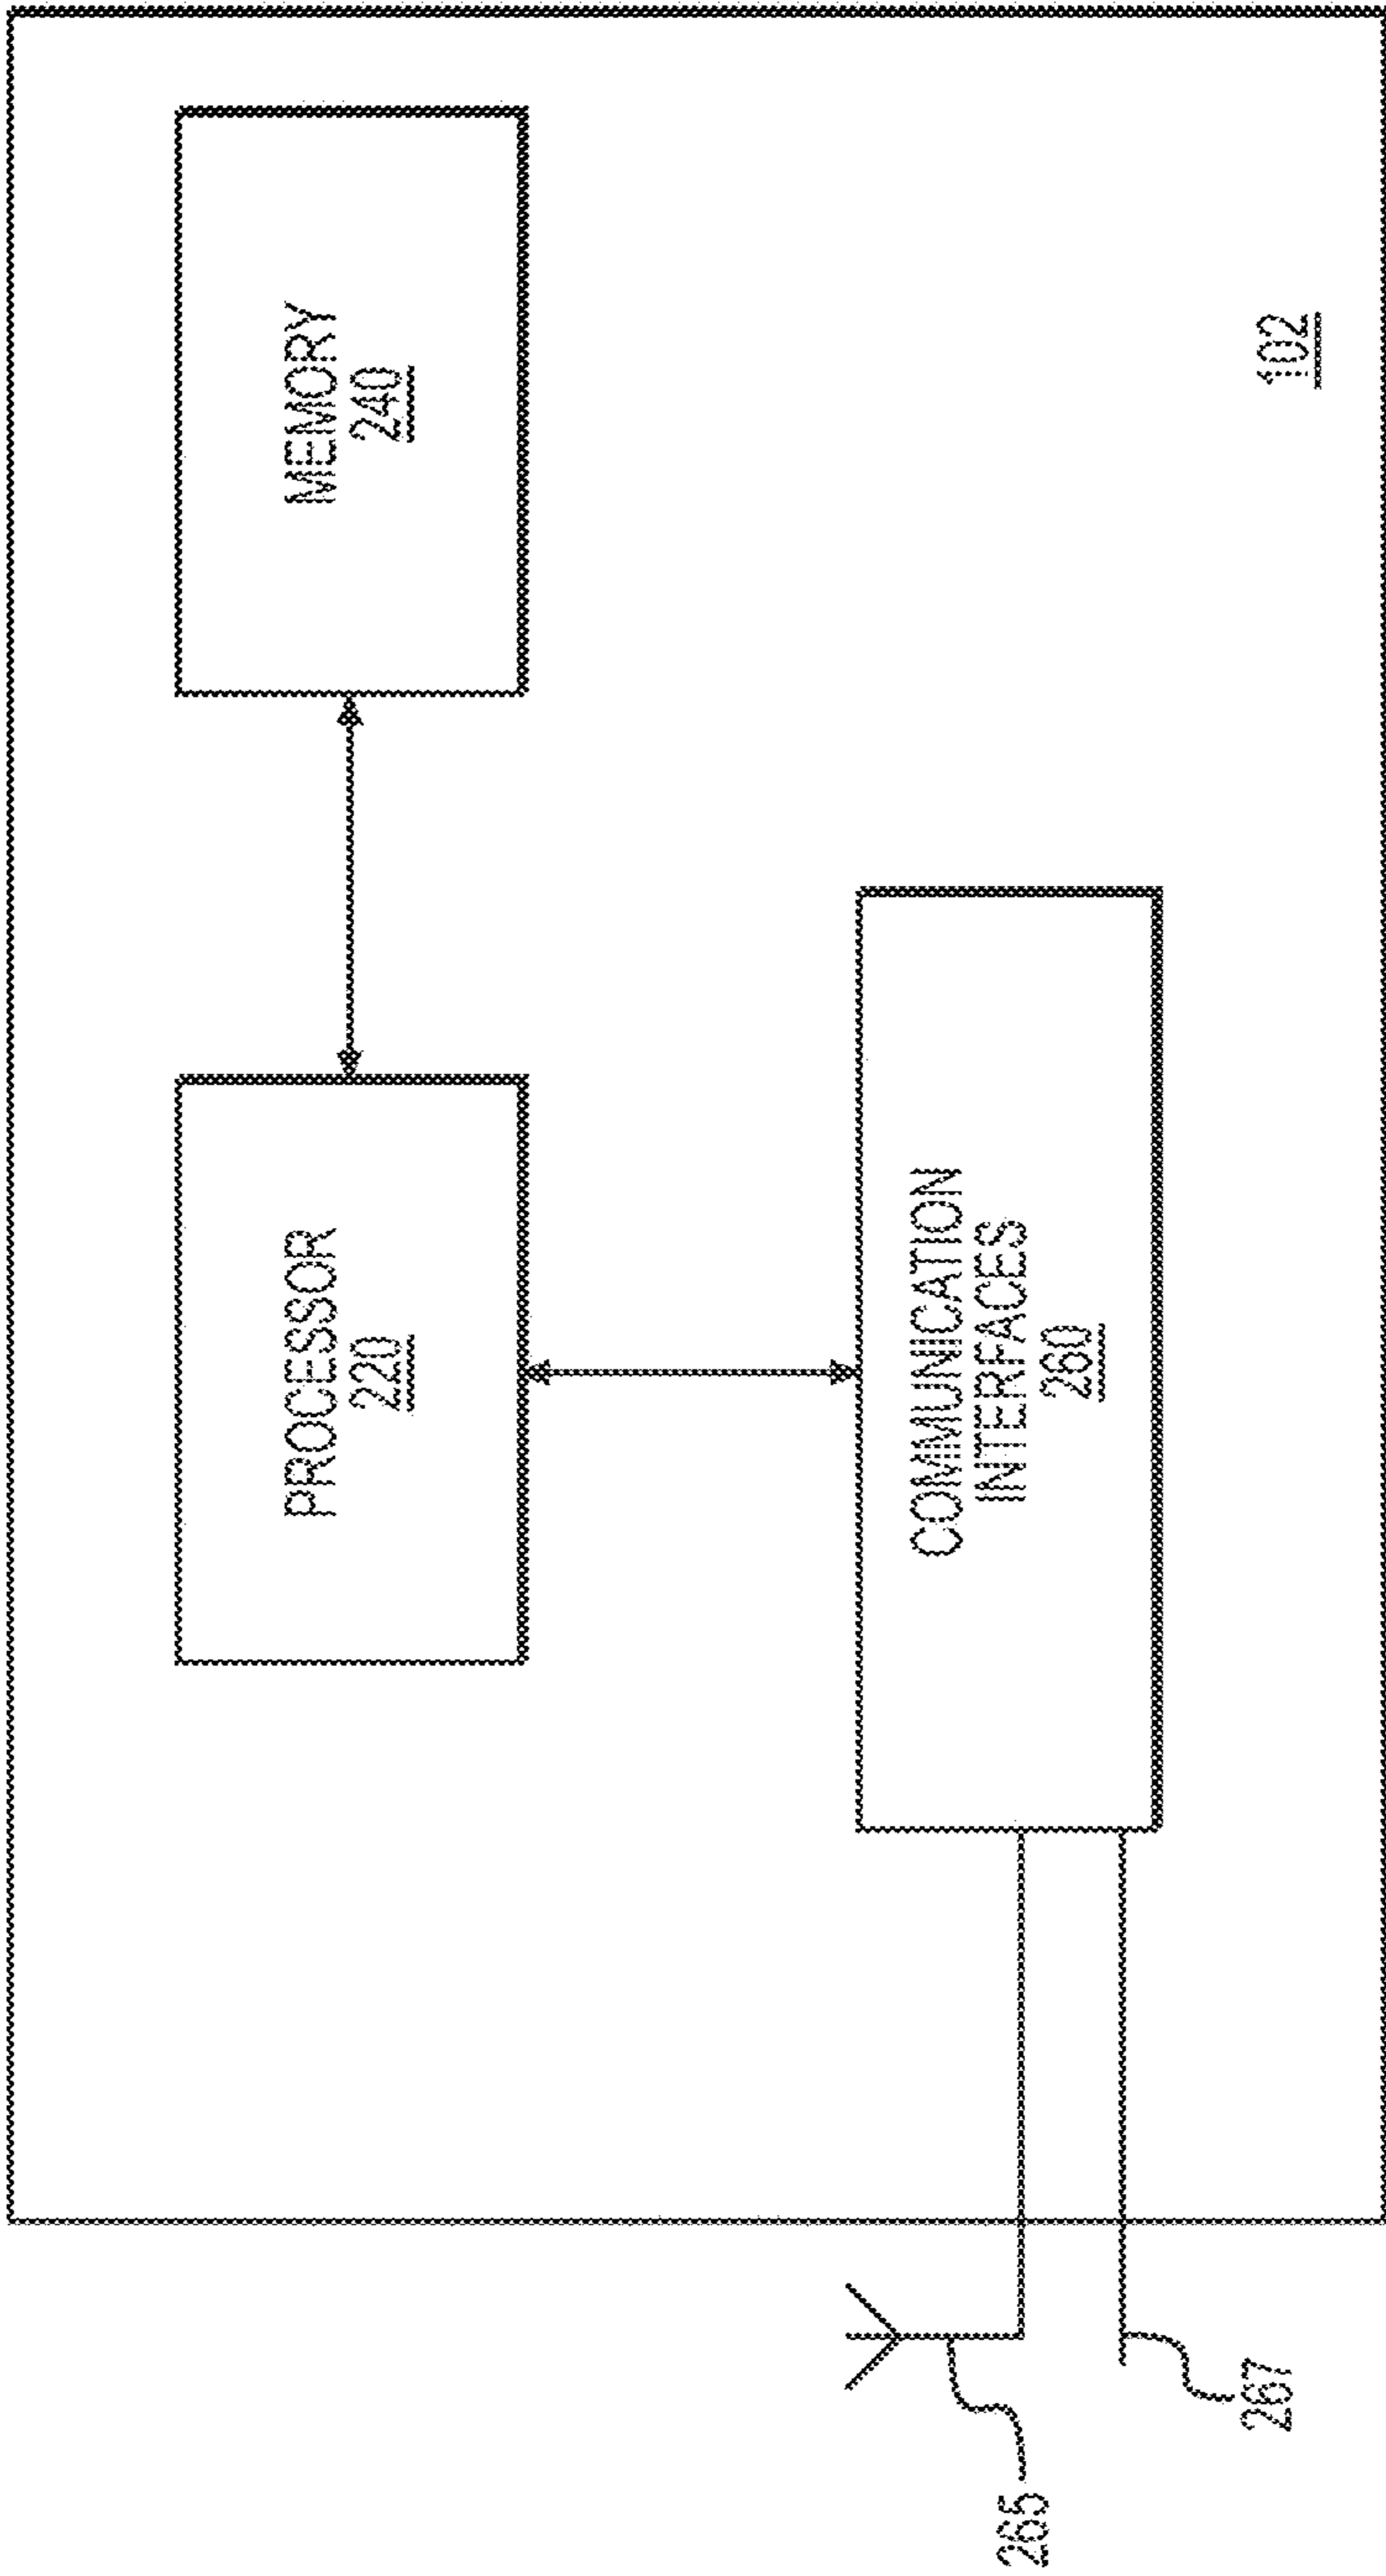 PROCESSOR
220
MEMORY
240
COMMUNICATION
INTERFACES
260
102
265
267